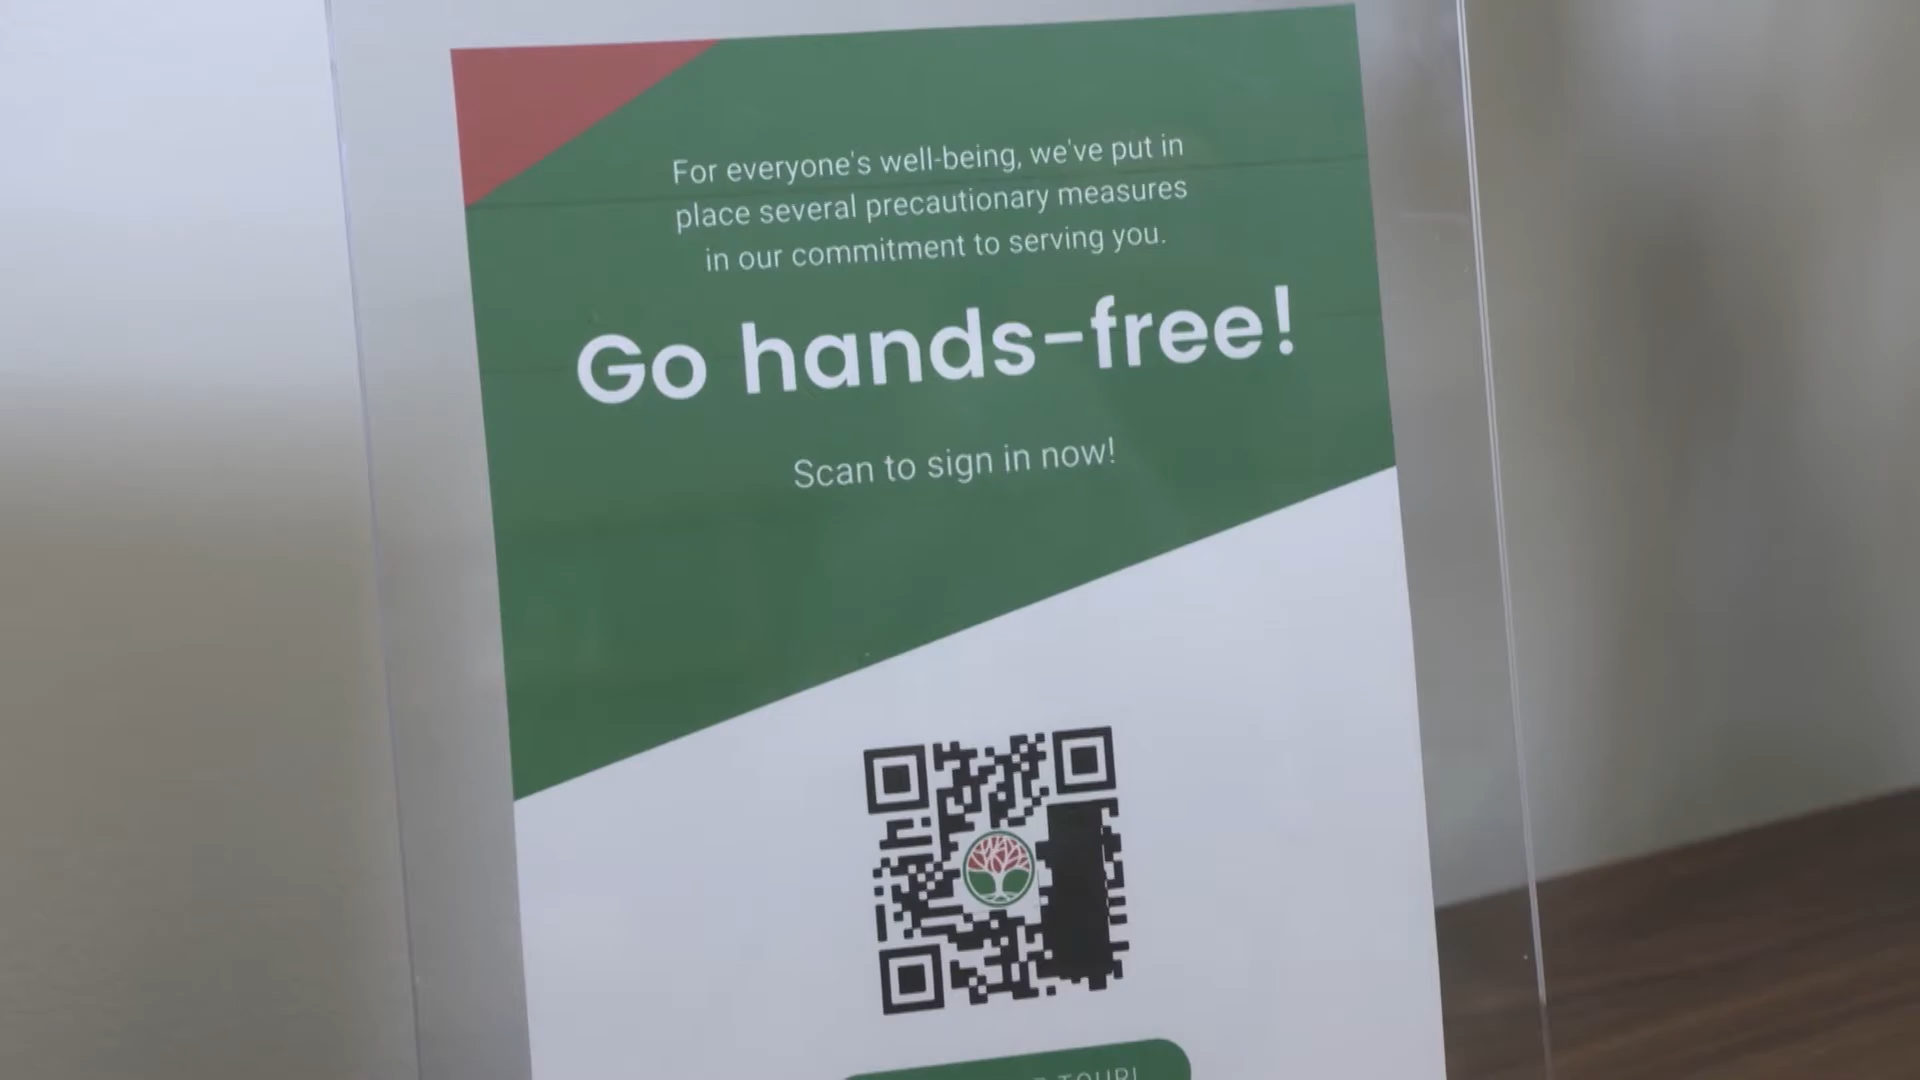 For everyone's well-being, we've put in
place several precautionary measures
in our commitment to serving you.
Go hands-free!
Scan to sign in now!
TOUR!